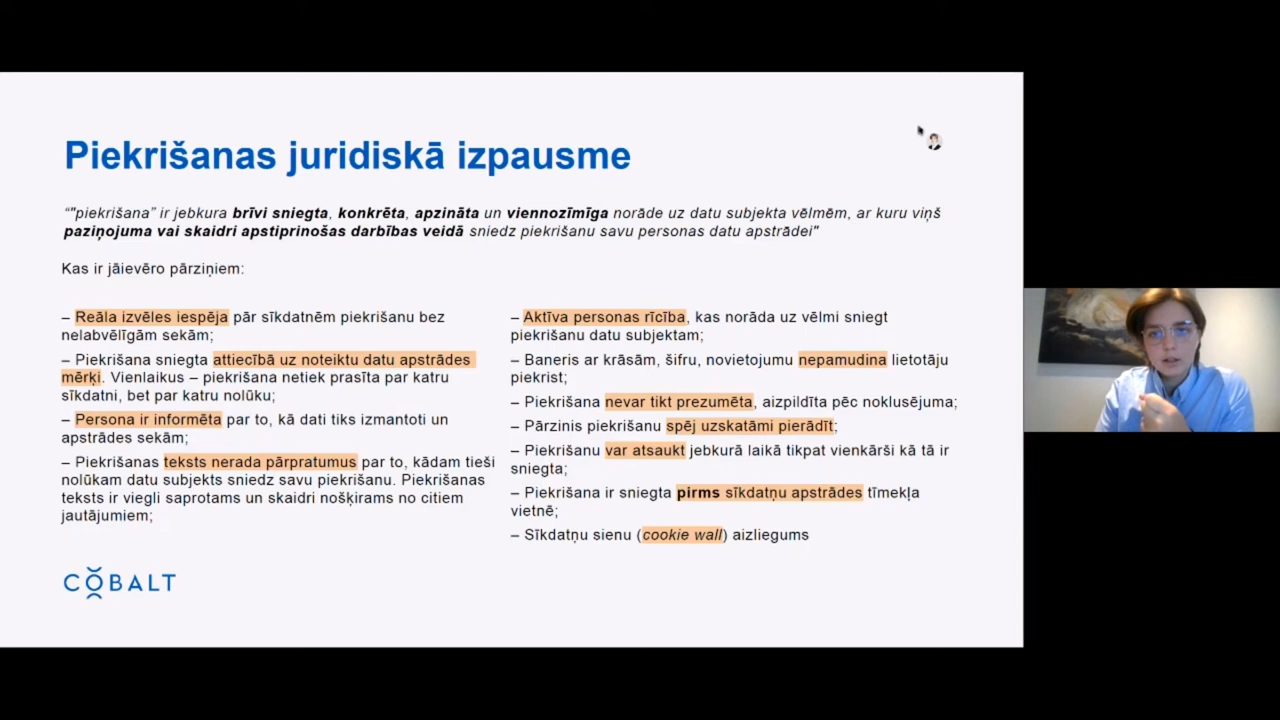 Piekrišanas juridiskā izpausme
“"piekrišana” ir jebkura brīvi sniegta, konkrēta, apzināta un viennozīmīga norāde uz datu subjekta vēlmēm, ar kuru viņš
paziņojuma vai skaidri apstiprinošas darbības veidā sniedz piekrišanu savu personas datu apstrādei"
Kas ir jāievēro pārziņiem:
– Reāla izvēles iespēja pār sīkdatnēm piekrišanu bez
nelabvēlīgām sekām;
– Piekrišana sniegta attiecībā uz noteiktu datu apstrādes
mērķi. Vienlaikus – piekrišana netiek prasīta par katru
sīkdatni, bet par katru nolūku;
– Persona ir informēta par to, kā dati tiks izmantoti un
apstrādes sekām;
– Piekrišanas teksts nerada pārpratumus par to, kādam tieši
nolūkam datu subjekts sniedz savu piekrišanu. Piekrišanas
teksts ir viegli saprotams un skaidri nošķirams no citiem
jautājumiem;
– Aktīva personas rīcība, kas norāda uz vēlmi sniegt
piekrišanu datu subjektam;
– Baneris ar krāsām, šifru, novietojumu nepamudina lietotāju
piekrist;
– Piekrišana nevar tikt prezumēta, aizpildīta pēc noklusējuma;
– Pārzinis piekrišanu spēj uzskatāmi pierādīt;
– Piekrišanu var atsaukt jebkurā laikā tikpat vienkārši kā tā ir
sniegta;
– Piekrišana ir sniegta pirms sīkdatņu apstrādes tīmekļa
vietnē;
– Sīkdatņu sienu (cookie wall) aizliegums
COBALT